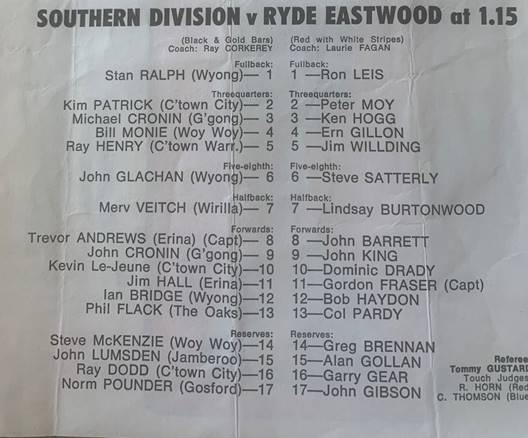 SOUTHERN DIVISION v RYDE EASTWOOD at 1.15
(Black & Gold Bars) (Red with White Stripes)
Coach: Ray CORKEREY Coach: Laurie FAGAN
Fullback: Fullback:
Stan RALPH (Wyong)— 1 1 —Ron LEIS
Threequarters: Threequarters:
Kim PATRICK (C'town City)— 2 2 —Peter MOY
Michael CRONIN (G'gong)— 3 3 —Ken HOGG
Bill MONIE (Woy Woy)— 4 4 —Ern GILLON
Ray HENRY (C'town Warr.)— 5 5 —Jim WILLDING
Five-eighth: Five-eighth:
John GLACHAN (Wyong)— 6 6 —Steve SATTERLY
Halfback: Halfback:
Merv VEITCH (Wirilla)— 7 7 —Lindsay BURTONWOOD
Forwards: Forwards:
Trevor ANDREWS (Erina) (Capt)— 8 8 —John BARRETT
John CRONIN (G'gong)— 9 9 —John KING
Kevin Le-Jeune (C'town City)—10 10—Dominic DRADY
Jim HALL (Erina)—11 11—Gordon FRASER (Capt)
Ian BRIDGE (Wyong)—12 12—Bob HAYDON
Phil FLACK (The Oaks)—13 13—Col PARDY
Reserves: Reserves:
Steve McKENZIE (Woy Woy)—14 14—Greg BRENNAN
John LUMSDEN (Jamberoo)—15 15—Alan GOLLAN
Ray DODD (C'town City)—16 16—Garry GEAR
Norm POUNDER (Gosford)—17 17—John GIBSON
Referee
Tommy GUSTARD
Touch Judges
R. HORN (Red
C. THOMSON (Blue